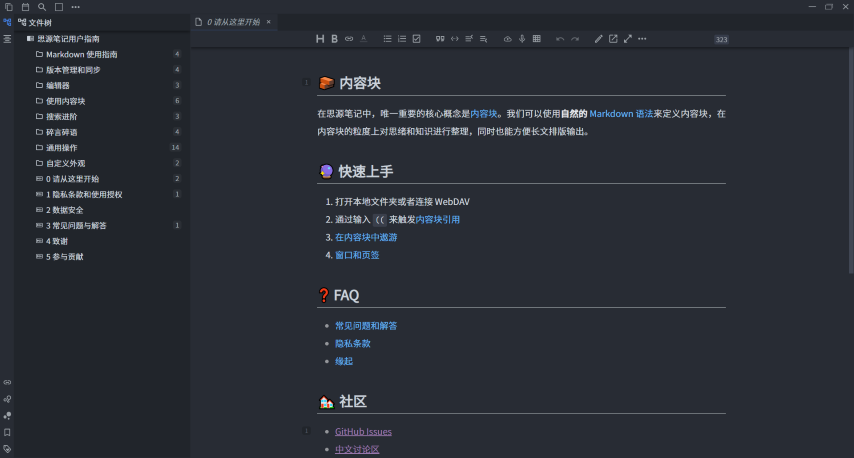 文件树
0 请从这里开始 ×
思源笔记用户指南
Markdown 使用指南 4
版本管理和同步 4
编辑器 3
使用内容块 6
搜索进阶 3
碎言碎语 4
通用操作 14
自定义外观 2
0 请从这里开始 2
1 隐私条款和使用授权 1
2 数据安全
3 常见问题与解答 1
4 致谢
5 参与贡献
323
1
内容块
在思源笔记中，唯一重要的核心概念是内容块。我们可以使用自然的 Markdown 语法来定义内容块，在
内容块的粒度上对思绪和知识进行整理，同时也能方便长文排版输出。
快速上手
1. 打开本地文件夹或者连接 WebDAV
2. 通过输入 (( 来触发内容块引用
3. 在内容块中遨游
4. 窗口和页签
FAQ
常见问题和解答
隐私条款
缘起
社区
1
GitHub Issues
中文讨论区